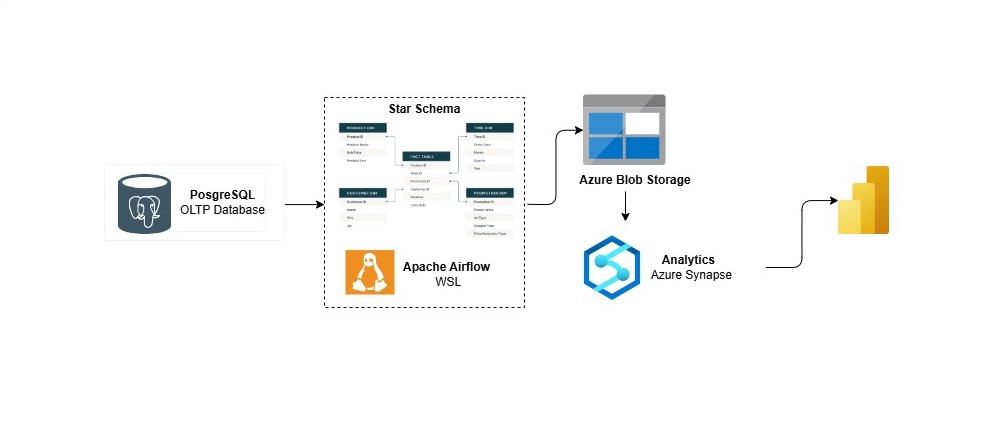 PosgreSQL
OLTP Database
Star Schema
PRODUCT DIM
Product ID
Product Name
Unit Price
Product Line
TIME DIM
Time ID
Order Date
Month
Quarter
Year
FACT TABLE
Product ID
Time ID
Promotion ID
Customer ID
Revenue
Units Sold
CUSTOMER DIM
Customer ID
Name
City
Zip
PROMOTION DIM
Promotion ID
Promo Name
Ad Type
Coupon Type
Price Reduction Type
Apache Airflow
WSL
Azure Blob Storage
Analytics
Azure Synapse